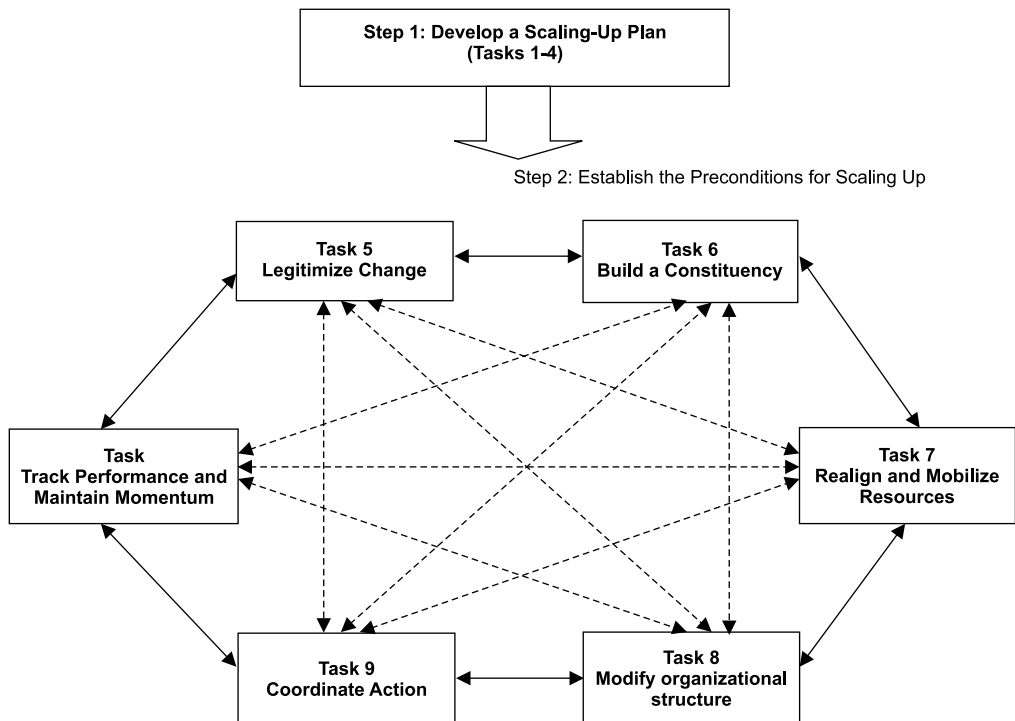 Step 1: Develop a Scaling-Up Plan
(Tasks 1-4)
Step 2: Establish the Preconditions for Scaling Up
Task 5
Legitimize Change
Task 6
Build a Constituency
Task
Track Performance and
Maintain Momentum
Task 7
Realign and Mobilize
Resources
Task 9
Coordinate Action
Task 8
Modify organizational
structure